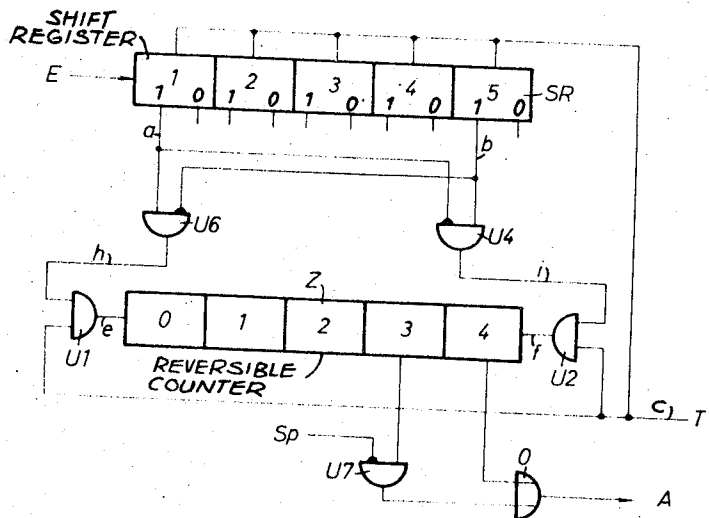 SHIFT
REGISTER
E
1 2 3 4 5
1 0 1 0 1 0 1 0 1 0
SR
a
b
U6
U4
h
i
Z
0 1 2 3 4
e
f
U1
U2
REVERSIBLE
COUNTER
C
T
Sp
U7
O
A